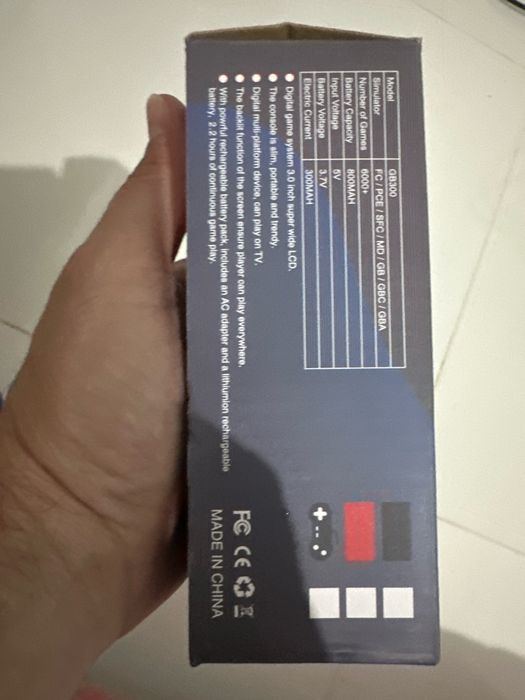 Model GB300
Simulator FC / PCE / SFC / MD / GB / GBC / GBA
Number of Games 6000+
Battery Capacity 800MAH
Input Voltage 5V
Battery Voltage 3.7V
Electric Current 300MAH
● Digital game system 3.0 inch super wide LCD.
● The console is slim, portable and trendy.
● Digital multi-platform device, can play on TV.
● The backlit function of the screen ensure player can play everywhere.
● With powrful rechargeable battery pack, includes an AC adapter and a lithiumion rechargeable
battery, 2.2 hours of continuous game play.
FC CE
MADE IN CHINA